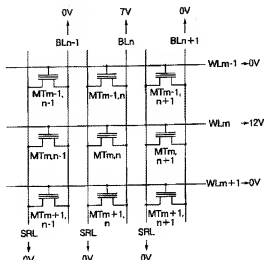 0V 7V 0V
BLn-1 BLn BLn+1
WLm-1 → 0V
MTm-1, n-1 MTm-1,n MTm-1, n+1
WLm → 12V
MTm,n-1 MTm,n MTm, n+1
WLm+1 → 0V
MTm+1, n-1 MTm+1, n MTm+1, n+1
SRL SRL SRL
0V 0V 0V